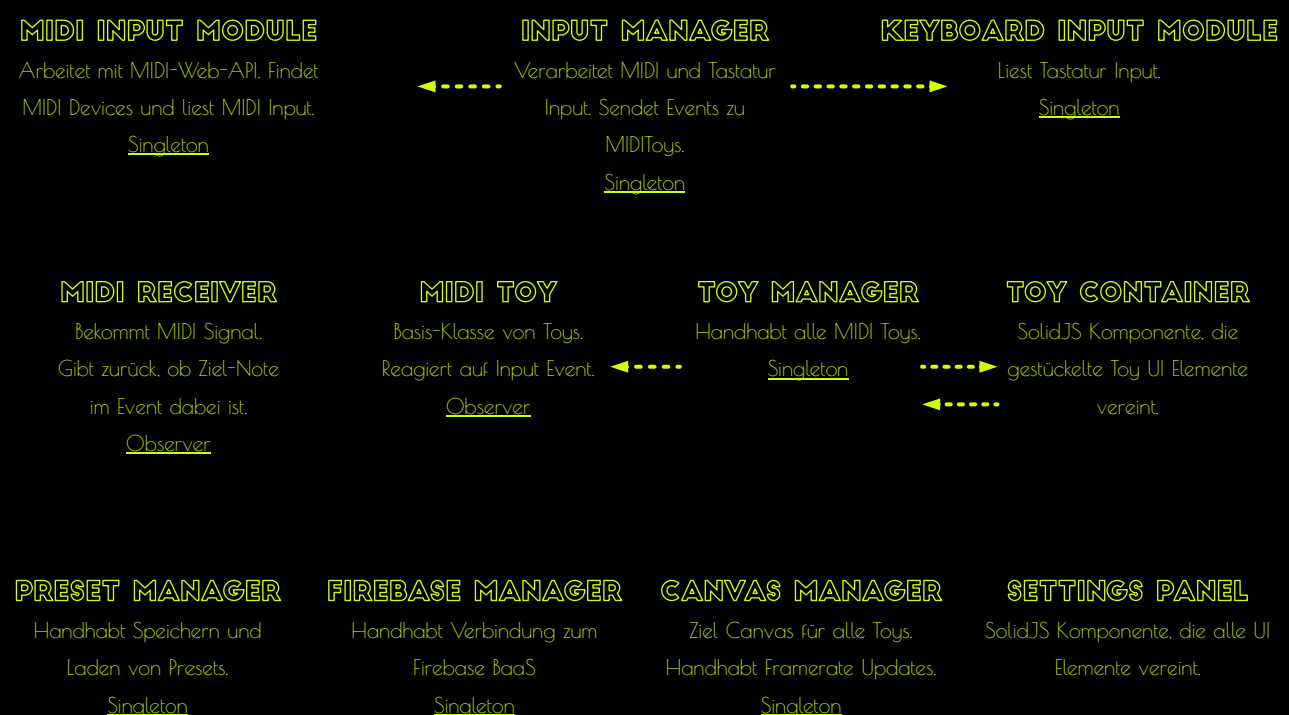 MIDI INPUT MODULE
Arbeitet mit MIDI-Web-API. Findet
MIDI Devices und liest MIDI Input.
Singleton
INPUT MANAGER
Verarbeitet MIDI und Tastatur
Input. Sendet Events zu
MIDIToys.
Singleton
KEYBOARD INPUT MODULE
Liest Tastatur Input.
Singleton
MIDI RECEIVER
Bekommt MIDI Signal.
Gibt zurück, ob Ziel-Note
im Event dabei ist.
Observer
MIDI TOY
Basis-Klasse von Toys.
Reagiert auf Input Event.
Observer
TOY MANAGER
Handhabt alle MIDI Toys.
Singleton
TOY CONTAINER
SolidJS Komponente, die
gestückelte Toy UI Elemente
vereint.
PRESET MANAGER
Handhabt Speichern und
Laden von Presets.
Singleton
FIREBASE MANAGER
Handhabt Verbindung zum
Firebase BaaS
Singleton
CANVAS MANAGER
Ziel Canvas für alle Toys.
Handhabt Framerate Updates.
Singleton
SETTINGS PANEL
SolidJS Komponente, die alle UI
Elemente vereint.